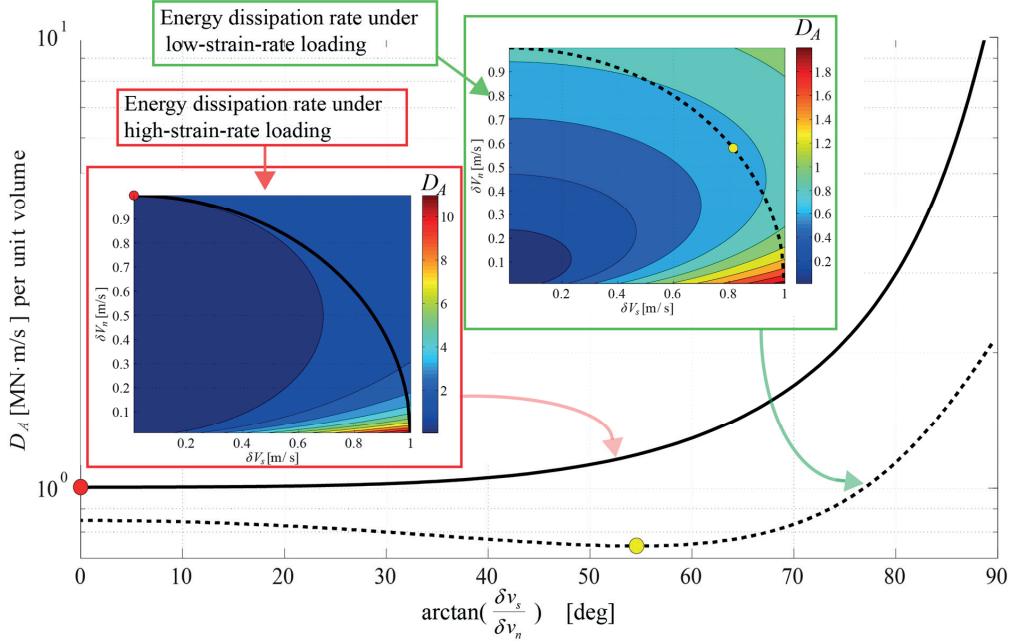 10^1
Energy dissipation rate under
low-strain-rate loading
Energy dissipation rate under
high-strain-rate loading
D_A
0.9
0.8
0.7
0.6
0.5
0.4
0.3
0.2
0.1
δV_n [m/s]
0.2 0.4 0.6 0.8 1
δV_s [m/s]
1.8
1.6
1.4
1.2
1
0.8
0.6
0.4
0.2
D_A
0.9
0.8
0.7
0.6
0.5
0.4
0.3
0.2
0.1
δV_n [m/s]
0.2 0.4 0.6 0.8 1
δV_s [m/s]
10
8
6
4
2
D_A [MN·m/s] per unit volume
10^0
0 10 20 30 40 50 60 70 80 90
arctan(δv_s/δv_n) [deg]